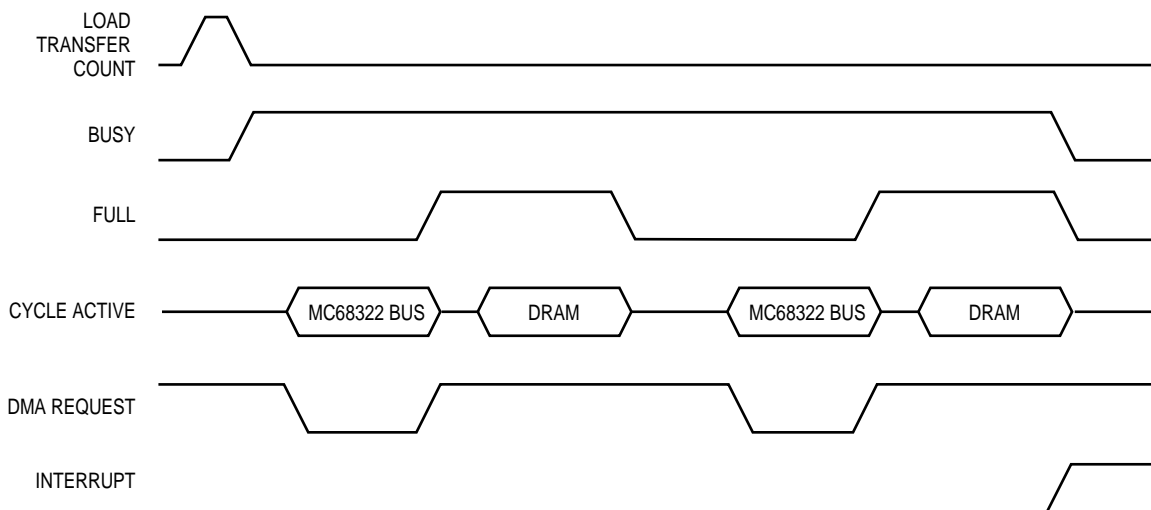 LOAD
TRANSFER
COUNT
BUSY
FULL
CYCLE ACTIVE
MC68322 BUS
DRAM
MC68322 BUS
DRAM
DMA REQUEST
INTERRUPT